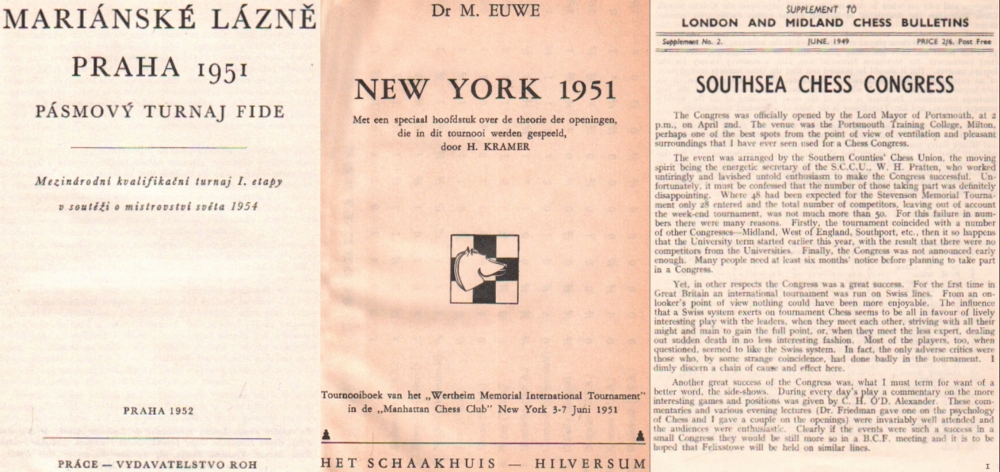 MARIÁNSKÉ LÁZNĚ
PRAHA 1951
PÁSMOVÝ TURNAJ FIDE
Mezinárodní kvalifikační turnaj I. etapy
v soutěži o mistrovství světa 1954
PRAHA 1952
PRÁCE — VYDAVATELSTVO ROH
Dr M. EUWE
NEW YORK 1951
Met een speciaal hoofdstuk over de theorie der openingen,
die in dit tournooi werden gespeeld,
door H. KRAMER
Tournooiboek van het „Wertheim Memorial International Tournament"
in de „Manhattan Chess Club" New York 3-7 Juni 1951
HET SCHAAKHUIS — HILVERSUM
SUPPLEMENT TO
LONDON AND MIDLAND CHESS BULLETINS
Supplement No. 2. JUNE, 1949 PRICE 2/6, Post Free
SOUTHSEA CHESS CONGRESS
The Congress was officially opened by the Lord Mayor of Portsmouth, at 2
p.m., on April 2nd. The venue was the Portsmouth Training College, Milton,
perhaps one of the best spots from the point of view of ventilation and pleasant
surroundings that I have ever seen used for a Chess Congress.
The event was arranged by the Southern Counties' Chess Union, the moving
spirit being the energetic secretary of the S.C.C.U., W. H. Pratten, who worked
untiringly and lavished untold enthusiasm to make the Congress successful. Un-
fortunately, it must be confessed that the number of those taking part was definitely
disappointing. Where 48 had been expected for the Stevenson Memorial Tourna-
ment only 28 entered and the total number of competitors, leaving out of account
the week-end tournament, was not much more than 50. For this failure in num-
bers there were many reasons. Firstly, the tournament coincided with a number
of other Congresses—Midland, West of England, Southport, etc., then it so happens
that the University term started earlier this year, with the result that there were no
competitors from the Universities. Finally, the Congress was not announced early
enough. Many people need at least six months' notice before planning to take part
in a Congress.
Yet, in other respects the Congress was a great success. For the first time in
Great Britain an international tournament was run on Swiss lines. From an on-
looker's point of view nothing could have been more enjoyable. The influence
that a Swiss system exerts on tournament Chess seems to be all in favour of lively
interesting play with the leaders, when they meet each other, striving with all their
might and main to gain the full point, or, when they meet the less expert, dealing
out sudden death in no less interesting fashion. Most of the players, too, when
questioned, seemed to like the Swiss system. In fact, the only adverse critics were
those who, by some strange coincidence, had done badly in the tournament. I
dimly discern a chain of cause and effect here.
Another great success of the Congress was, what I must term for want of a
better word, the side-shows. During every day's play a commentary on the more
interesting games and positions was given by C. H. O'D. Alexander. These com-
mentaries and various evening lectures (Dr. Friedman gave one on the psychology
of Chess and I gave a couple on the openings) were invariably well attended and
the audiences were enthusiastic. Clearly if the events were such a success in a
small Congress they would be still more so in a B.C.F. meeting and it is to be
hoped that Felixstowe will be held on similar lines.
1